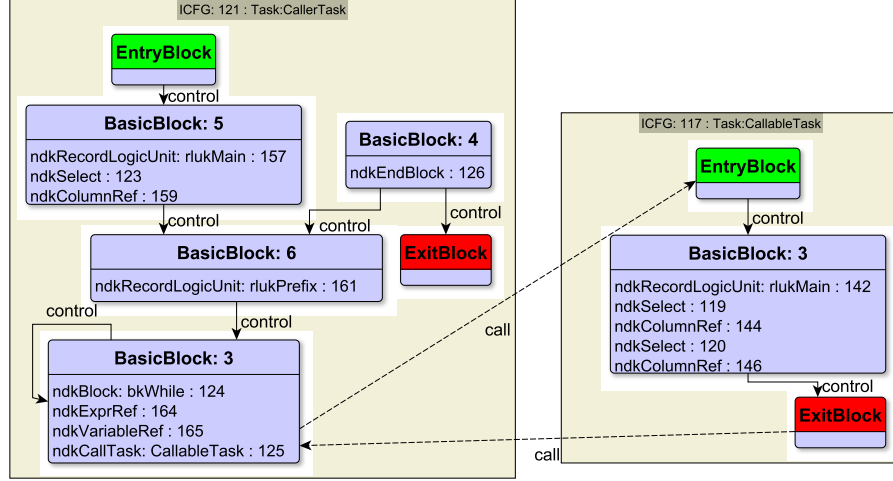 ICFG: 121 : Task:CallerTask
EntryBlock
control
BasicBlock: 5
ndkRecordLogicUnit: rlukMain : 157
ndkSelect : 123
ndkColumnRef : 159
BasicBlock: 4
ndkEndBlock : 126
control
control
control
BasicBlock: 6
ndkRecordLogicUnit: rlukPrefix : 161
ExitBlock
control
control
BasicBlock: 3
ndkBlock: bkWhile : 124
ndkExprRef : 164
ndkVariableRef : 165
ndkCallTask: CallableTask : 125
call
call
ICFG: 117 : Task:CallableTask
EntryBlock
control
BasicBlock: 3
ndkRecordLogicUnit: rlukMain : 142
ndkSelect : 119
ndkColumnRef : 144
ndkSelect : 120
ndkColumnRef : 146
control
ExitBlock